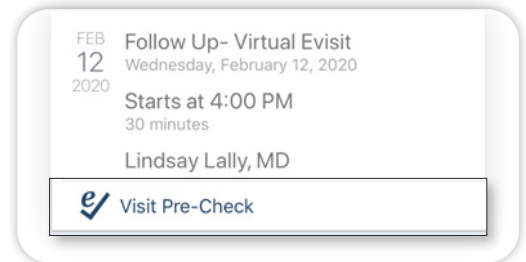 FEB
12
2020
Follow Up- Virtual Evisit
Wednesday, February 12, 2020
Starts at 4:00 PM
30 minutes
Lindsay Lally, MD
Visit Pre-Check